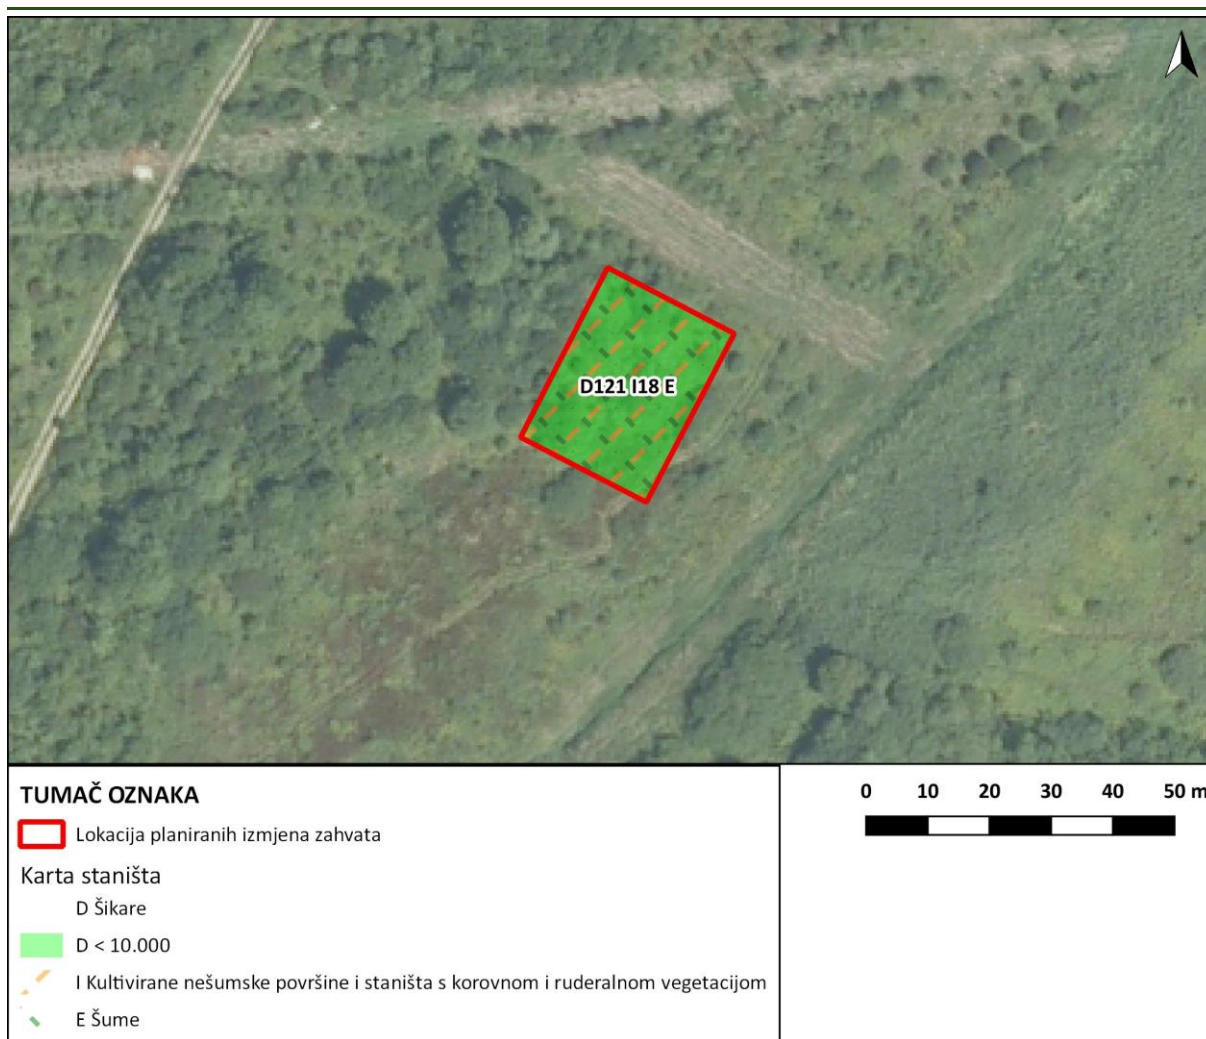 D121 I18 E
TUMAČ OZNAKA
Lokacija planiranih izmjena zahvata
Karta staništa
D Šikare
D < 10.000
I Kultivirane nešumske površine i staništa s korovnom i ruderalnom vegetacijom
E Šume
0 10 20 30 40 50 m